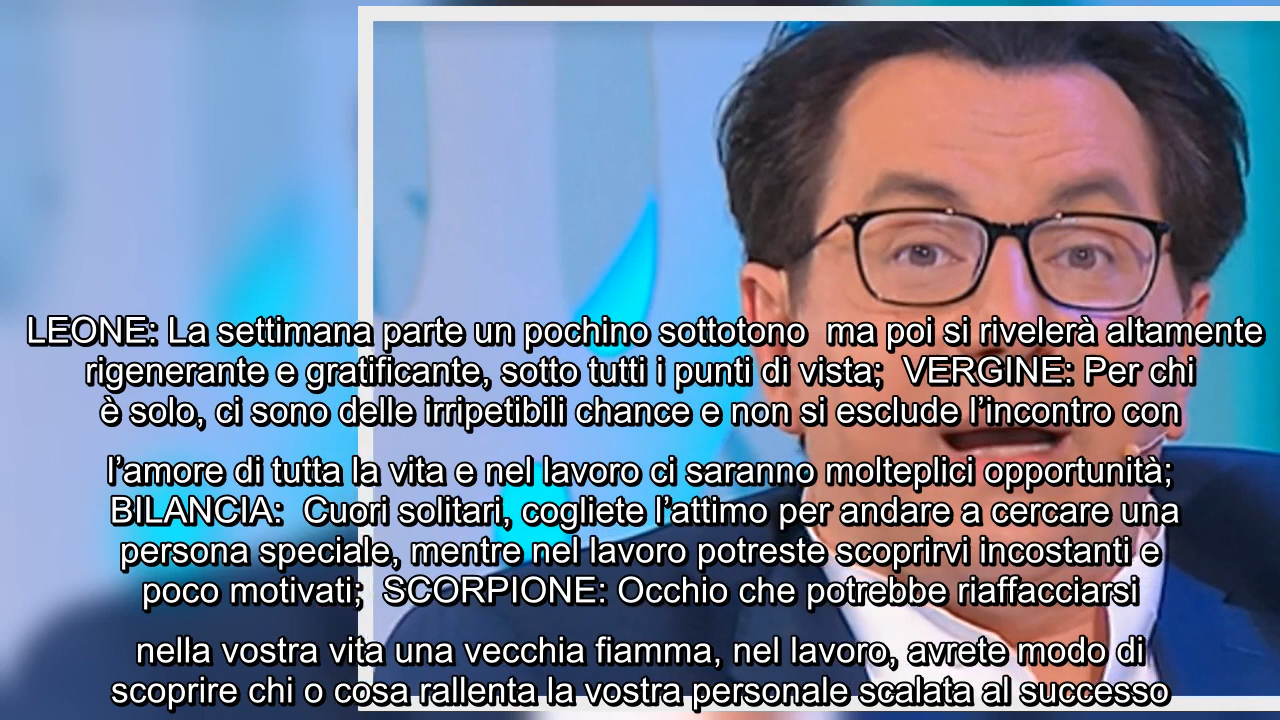 LEONE: La settimana parte un pochino sottotono  ma poi si rivelerà altamente
rigenerante e gratificante, sotto tutti i punti di vista;  VERGINE: Per chi
è solo, ci sono delle irripetibili chance e non si esclude l’incontro con
l’amore di tutta la vita e nel lavoro ci saranno molteplici opportunità;
BILANCIA:  Cuori solitari, cogliete l’attimo per andare a cercare una
persona speciale, mentre nel lavoro potreste scoprirvi incostanti e
poco motivati;  SCORPIONE: Occhio che potrebbe riaffacciarsi
nella vostra vita una vecchia fiamma, nel lavoro, avrete modo di
scoprire chi o cosa rallenta la vostra personale scalata al successo